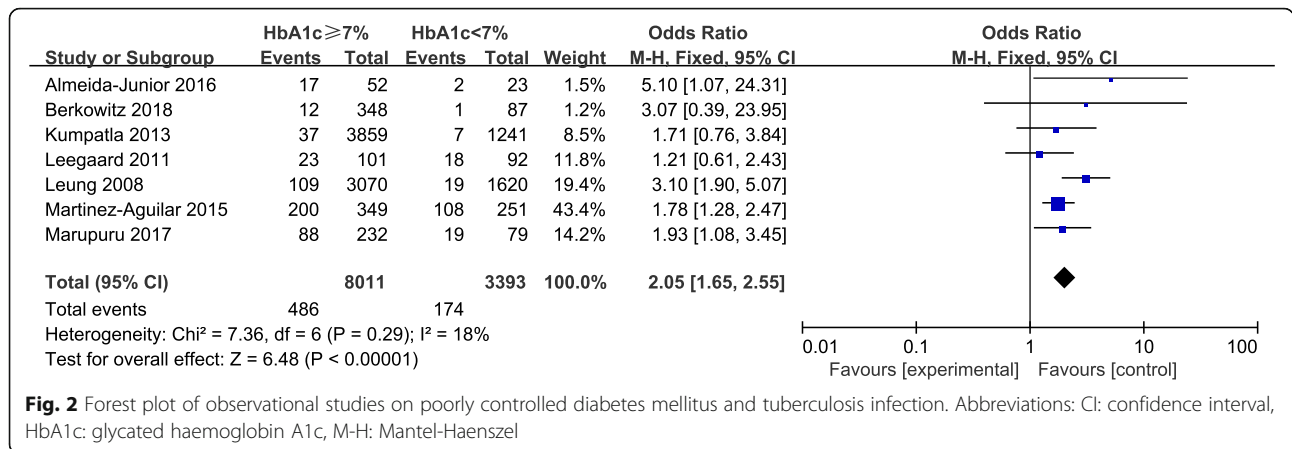 HbA1c⩾7% HbA1c<7% Odds Ratio Odds Ratio
Study or Subgroup Events Total Events Total Weight M-H, Fixed, 95% CI M-H, Fixed, 95% CI
Almeida-Junior 2016 17 52 2 23 1.5% 5.10 [1.07, 24.31]
Berkowitz 2018 12 348 1 87 1.2% 3.07 [0.39, 23.95]
Kumpatla 2013 37 3859 7 1241 8.5% 1.71 [0.76, 3.84]
Leegaard 2011 23 101 18 92 11.8% 1.21 [0.61, 2.43]
Leung 2008 109 3070 19 1620 19.4% 3.10 [1.90, 5.07]
Martinez-Aguilar 2015 200 349 108 251 43.4% 1.78 [1.28, 2.47]
Marupuru 2017 88 232 19 79 14.2% 1.93 [1.08, 3.45]
Total (95% CI) 8011 3393 100.0% 2.05 [1.65, 2.55]
Total events 486 174
Heterogeneity: Chi² = 7.36, df = 6 (P = 0.29); I² = 18%
Test for overall effect: Z = 6.48 (P < 0.00001)
0.01 0.1 1 10 100
Favours [experimental] Favours [control]
Fig. 2 Forest plot of observational studies on poorly controlled diabetes mellitus and tuberculosis infection. Abbreviations: CI: confidence interval,
HbA1c: glycated haemoglobin A1c, M-H: Mantel-Haenszel